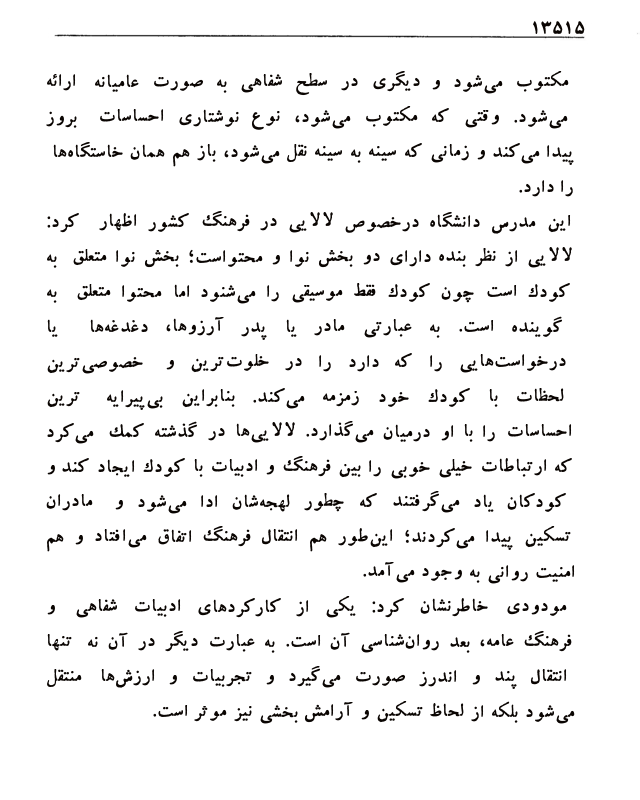 ۱۳۵۱۵
مکتوب می‌شود و دیگری در سطح شفاهی به صورت عامیانه ارائه
می‌شود. وقتی که مکتوب می‌شود، نوع نوشتاری احساسات بروز
پیدا می‌کند و زمانی که سینه به سینه نقل می‌شود، باز هم همان خاستگاه‌ها
را دارد.
این مدرس دانشگاه درخصوص لالایی در فرهنگ کشور اظهار کرد:
لالایی از نظر بنده دارای دو بخش نوا و محتواست؛ بخش نوا متعلق به
کودک است چون کودک فقط موسیقی را می‌شنود اما محتوا متعلق به
گوینده است. به عبارتی مادر یا پدر آرزوها، دغدغه‌ها یا
درخواست‌هایی را که دارد را در خلوت‌ترین و خصوصی‌ترین
لحظات با کودک خود زمزمه می‌کند. بنابراین بی‌پیرایه ترین
احساسات را با او درمیان می‌گذارد. لالایی‌ها در گذشته کمک می‌کرد
که ارتباطات خیلی خوبی را بین فرهنگ و ادبیات با کودک ایجاد کند و
کودکان یاد می‌گرفتند که چطور لهجه‌شان ادا می‌شود و مادران
تسکین پیدا می‌کردند؛ این‌طور هم انتقال فرهنگ اتفاق می‌افتاد و هم
امنیت روانی به وجود می‌آمد.
مودودی خاطرنشان کرد: یکی از کارکردهای ادبیات شفاهی و
فرهنگ عامه، بعد روان‌شناسی آن است. به عبارت دیگر در آن نه تنها
انتقال پند و اندرز صورت می‌گیرد و تجربیات و ارزش‌ها منتقل
می‌شود بلکه از لحاظ تسکین و آرامش بخشی نیز موثر است.